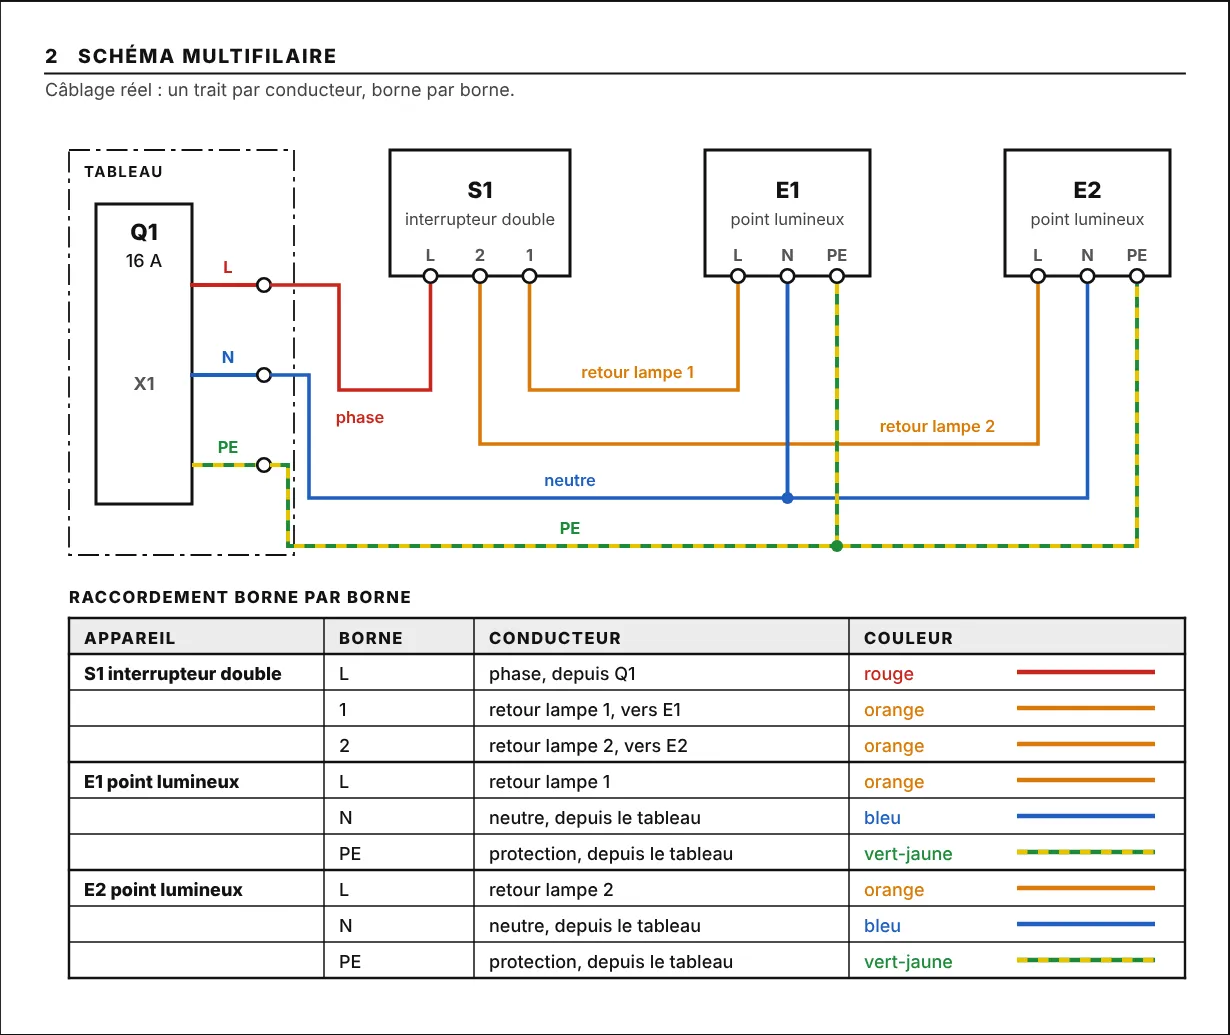 2 SCHÉMA MULTIFILAIRE
Câblage réel : un trait par conducteur, borne par borne.
TABLEAU
Q1
16 A
X1
L
N
PE
S1
interrupteur double
L 2 1
E1
point lumineux
L N PE
E2
point lumineux
L N PE
retour lampe 1
phase
retour lampe 2
neutre
PE
RACCORDEMENT BORNE PAR BORNE
APPAREIL BORNE CONDUCTEUR COULEUR
S1 interrupteur double L phase, depuis Q1 rouge
1 retour lampe 1, vers E1 orange
2 retour lampe 2, vers E2 orange
E1 point lumineux L retour lampe 1 orange
N neutre, depuis le tableau bleu
PE protection, depuis le tableau vert-jaune
E2 point lumineux L retour lampe 2 orange
N neutre, depuis le tableau bleu
PE protection, depuis le tableau vert-jaune